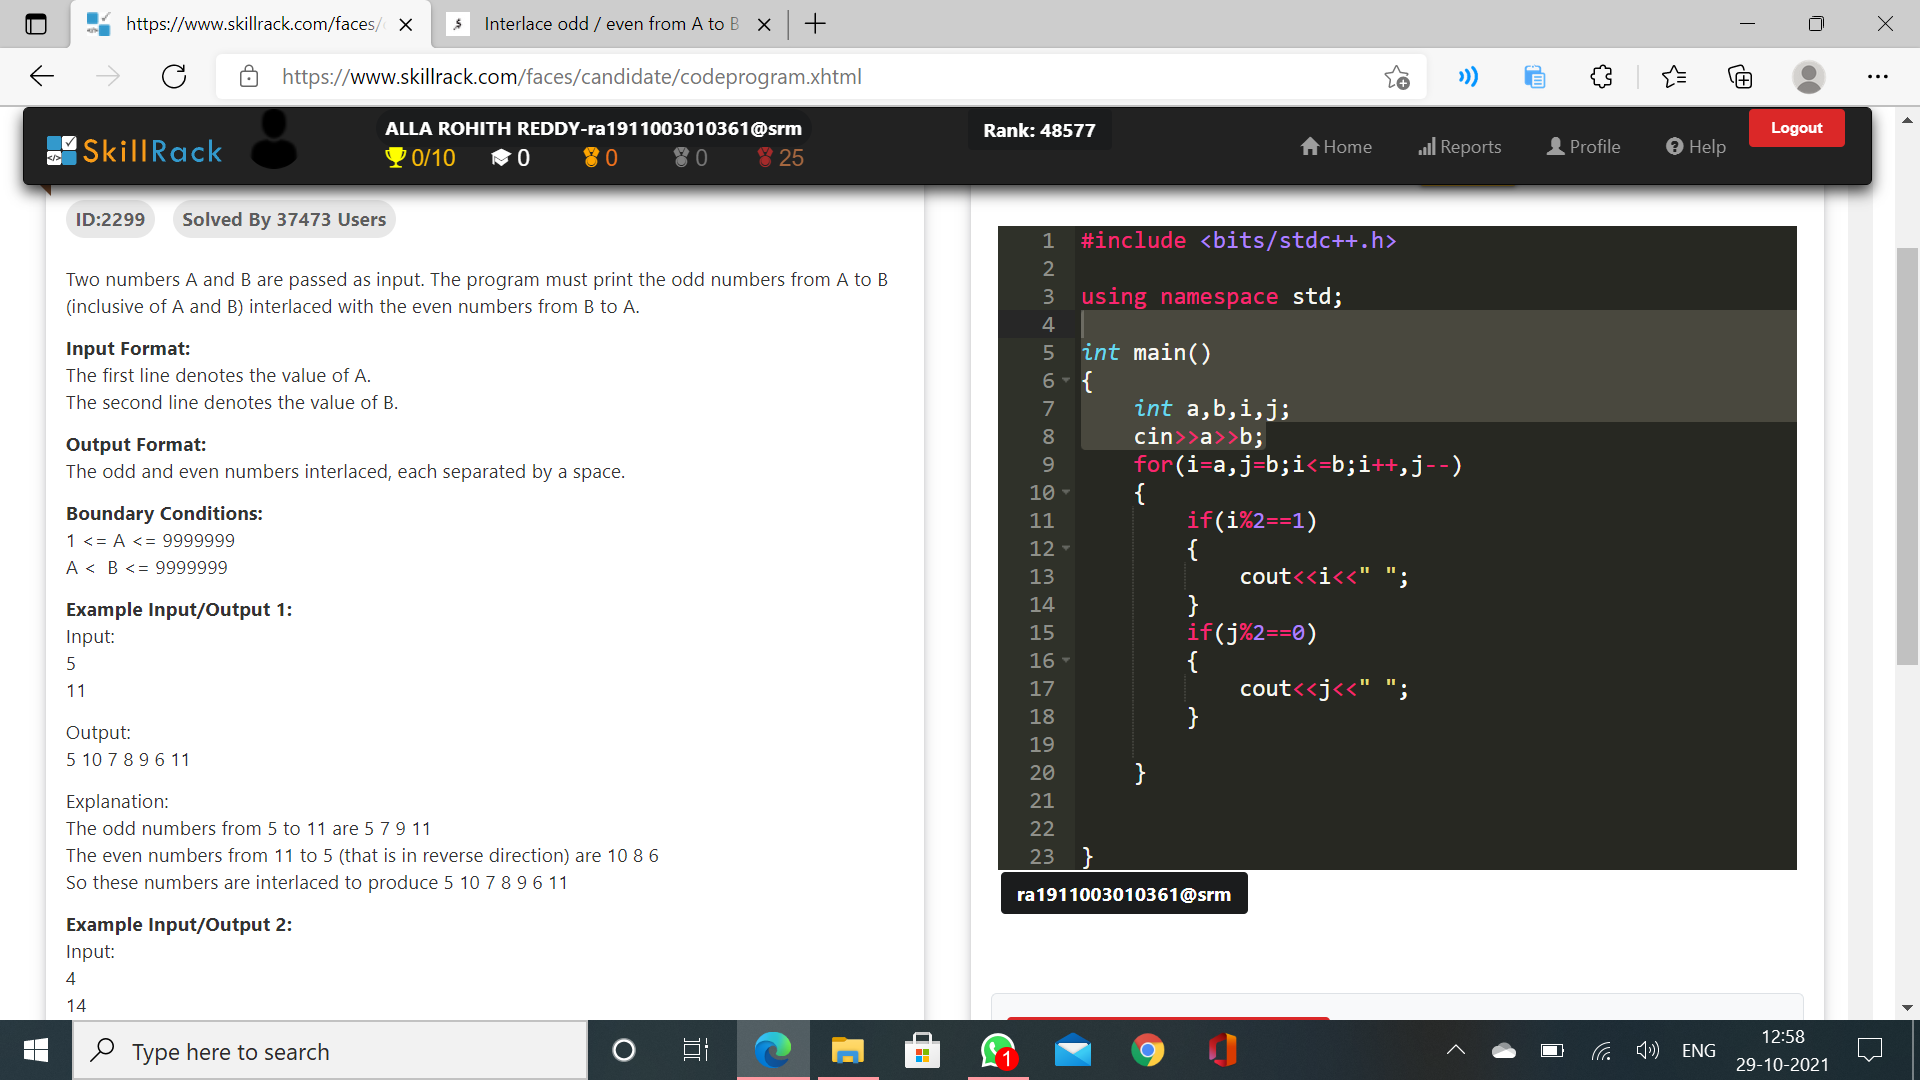 https://www.skillrack.com/faces/
Interlace odd / even from A to B
https://www.skillrack.com/faces/candidate/codeprogram.xhtml
SkillRack
ALLA ROHITH REDDY-ra1911003010361@srm
0/10 0 0 0 25
Rank: 48577
Home Reports Profile Help Logout
ID:2299 Solved By 37473 Users
Two numbers A and B are passed as input. The program must print the odd numbers from A to B
(inclusive of A and B) interlaced with the even numbers from B to A.
Input Format:
The first line denotes the value of A.
The second line denotes the value of B.
Output Format:
The odd and even numbers interlaced, each separated by a space.
Boundary Conditions:
1 <= A <= 9999999
A < B <= 9999999
Example Input/Output 1:
Input:
5
11
Output:
5 10 7 8 9 6 11
Explanation:
The odd numbers from 5 to 11 are 5 7 9 11
The even numbers from 11 to 5 (that is in reverse direction) are 10 8 6
So these numbers are interlaced to produce 5 10 7 8 9 6 11
Example Input/Output 2:
Input:
4
14
1 #include <bits/stdc++.h>
2
3 using namespace std;
4
5 int main()
6 {
7 int a,b,i,j;
8 cin>>a>>b;
9 for(i=a,j=b;i<=b;i++,j--)
10 {
11 if(i%2==1)
12 {
13 cout<<i<<" ";
14 }
15 if(j%2==0)
16 {
17 cout<<j<<" ";
18 }
19
20 }
21
22
23 }
ra1911003010361@srm
Type here to search
1
ENG
12:58
29-10-2021